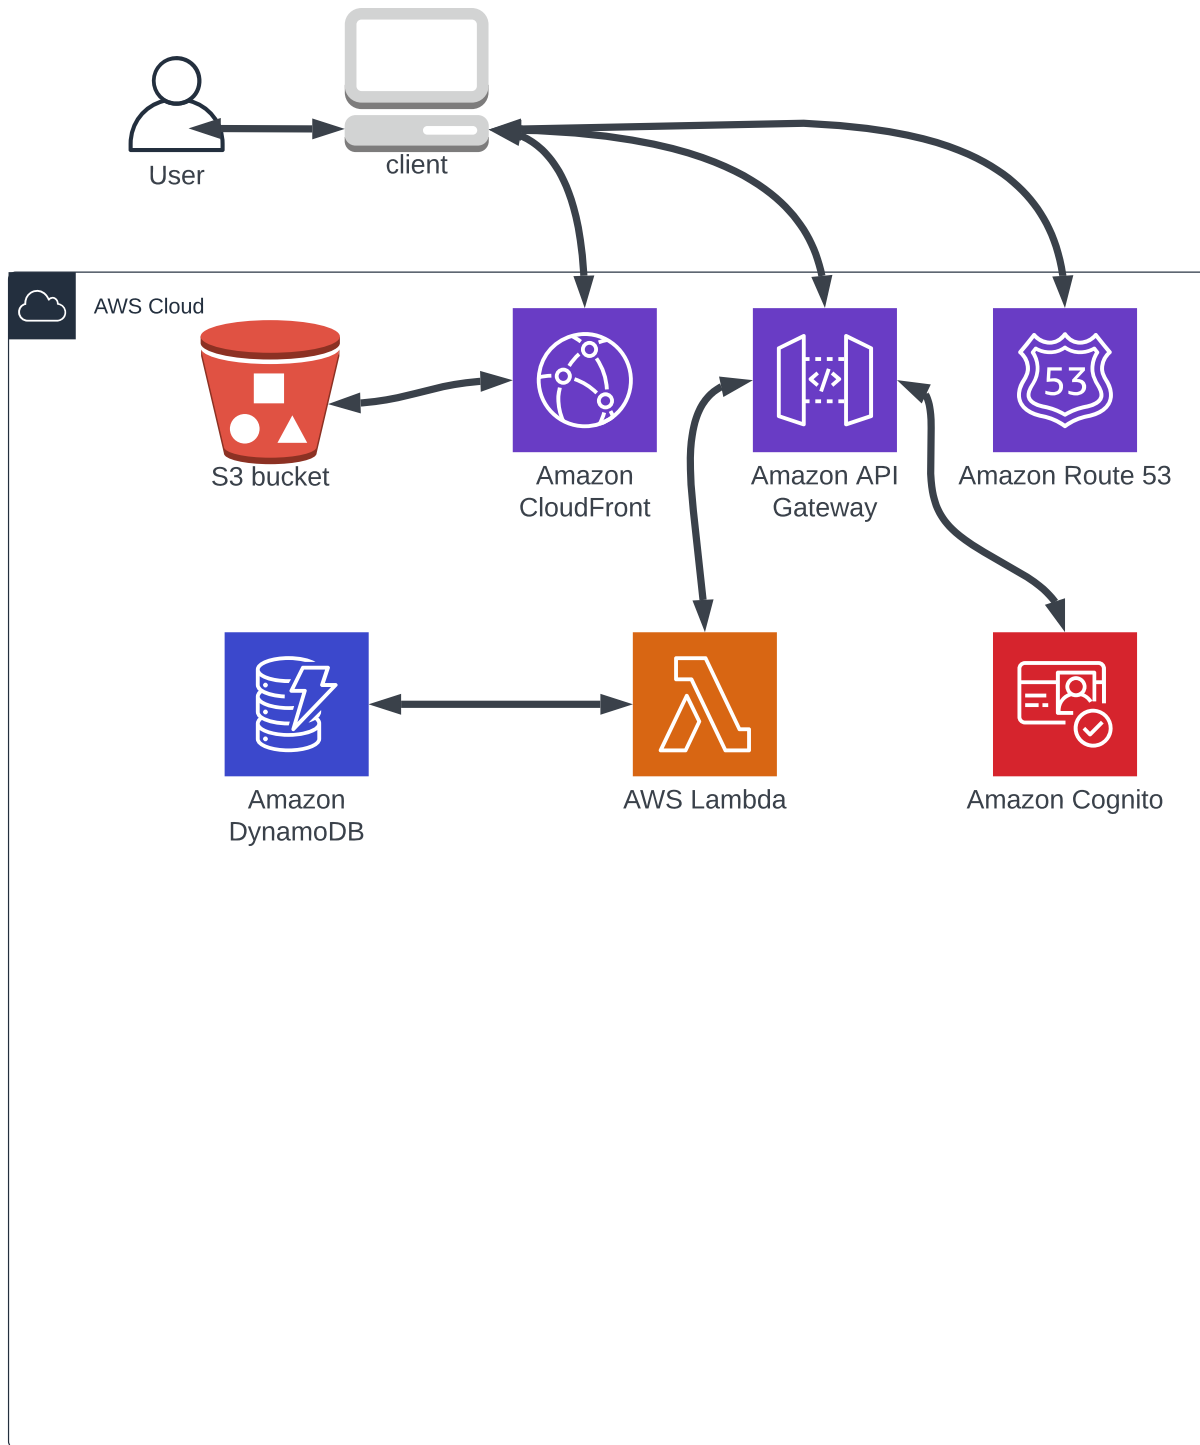 User
client
AWS Cloud
S3 bucket
Amazon
CloudFront
</>
Amazon API
Gateway
53
Amazon Route 53
Amazon
DynamoDB
AWS Lambda
Amazon Cognito